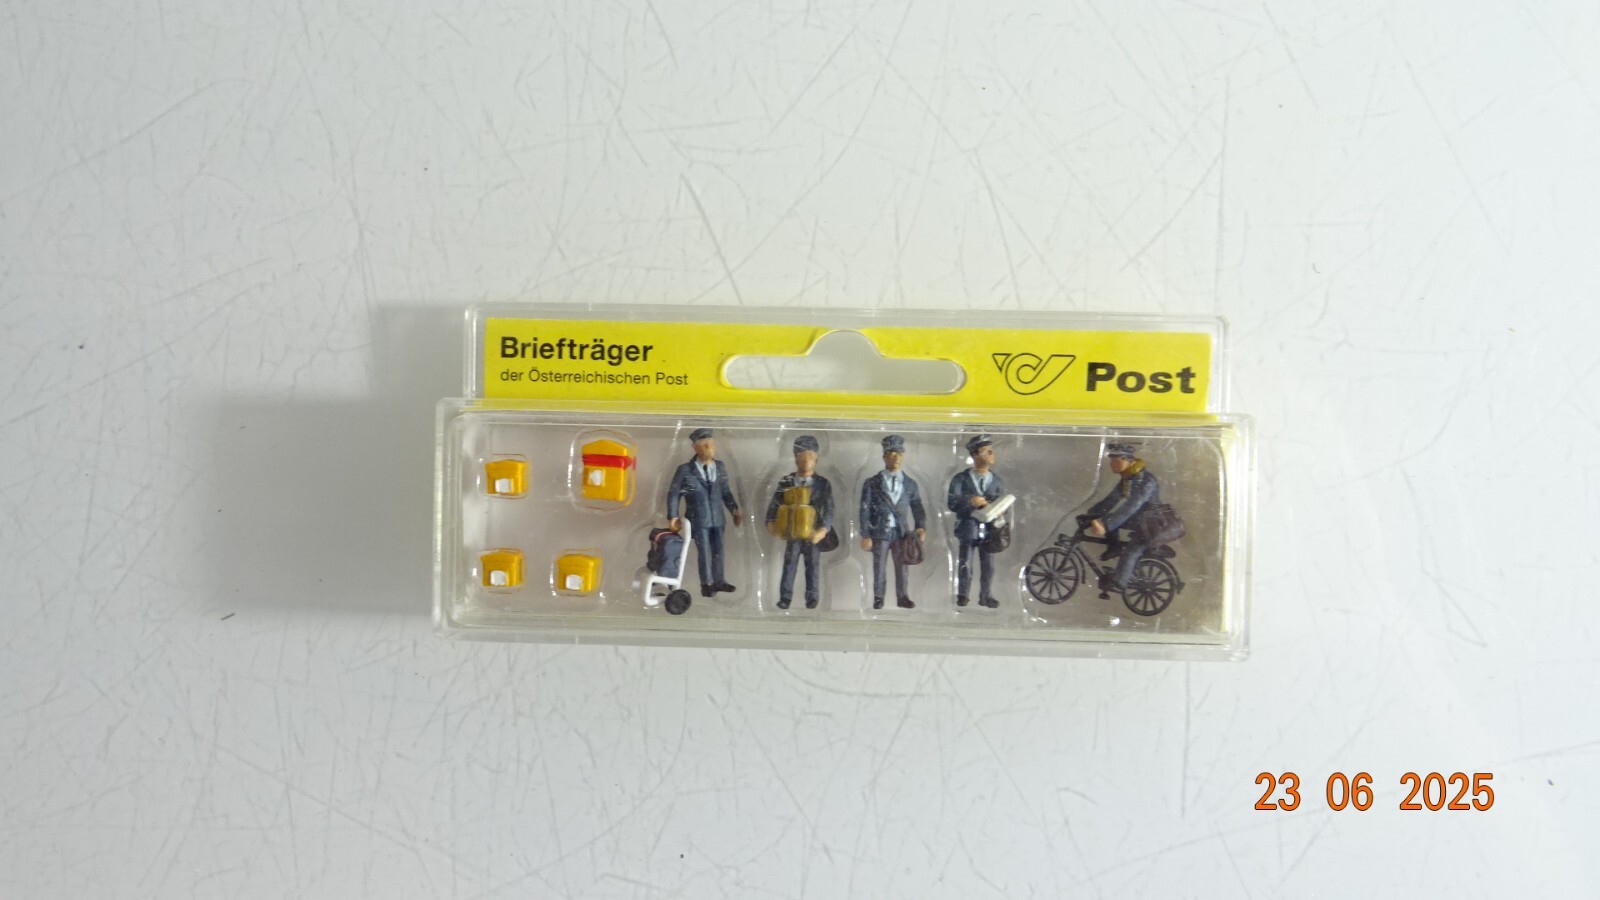 Briefträger
der Österreichischen Post
Post
23 06 2025